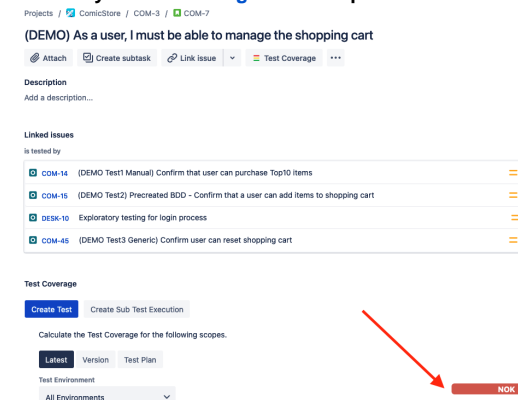 Projects / ComicStore / COM-3 / COM-7
(DEMO) As a user, I must be able to manage the shopping cart
Attach Create subtask Link issue Test Coverage ...
Description
Add a description...
Linked issues
is tested by
COM-14 (DEMO Test1 Manual) Confirm that user can purchase Top10 items
COM-15 (DEMO Test2) Precreated BDD - Confirm that a user can add items to shopping cart
DESK-10 Exploratory testing for login process
COM-45 (DEMO Test3 Generic) Confirm user can reset shopping cart
Test Coverage
Create Test Create Sub Test Execution
Calculate the Test Coverage for the following scopes.
Latest Version Test Plan
Test Environment
NOK
All Environments